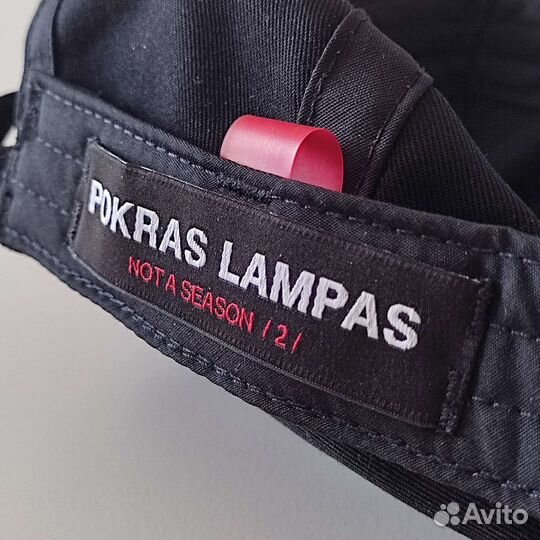 POKRAS LAMPAS
NOT A SEASON / 2 /
Avito